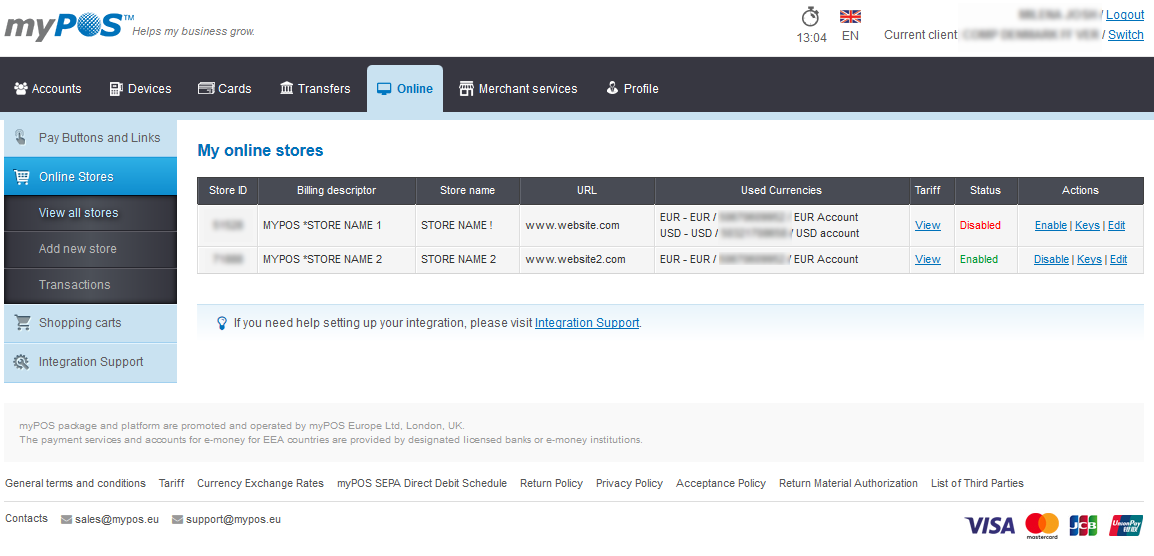 myPOS™ Helps my business grow.
13:04
EN
/ Logout
Current client / Switch
Accounts Devices Cards Transfers Online Merchant services Profile
Pay Buttons and Links
Online Stores
View all stores
Add new store
Transactions
Shopping carts
Integration Support
My online stores
Store ID Billing descriptor Store name URL Used Currencies Tariff Status Actions
MYPOS *STORE NAME 1 STORE NAME ! www.website.com EUR - EUR / / EUR Account View Disabled Enable | Keys | Edit
USD - USD / / USD account
MYPOS *STORE NAME 2 STORE NAME 2 www.website2.com EUR - EUR / / EUR Account View Enabled Disable | Keys | Edit
If you need help setting up your integration, please visit Integration Support.
myPOS package and platform are promoted and operated by myPOS Europe Ltd, London, UK.
The payment services and accounts for e-money for EEA countries are provided by designated licensed banks or e-money institutions.
General terms and conditions Tariff Currency Exchange Rates myPOS SEPA Direct Debit Schedule Return Policy Privacy Policy Acceptance Policy Return Material Authorization List of Third Parties
Contacts sales@mypos.eu support@mypos.eu
VISA mastercard JCB UnionPay 银联